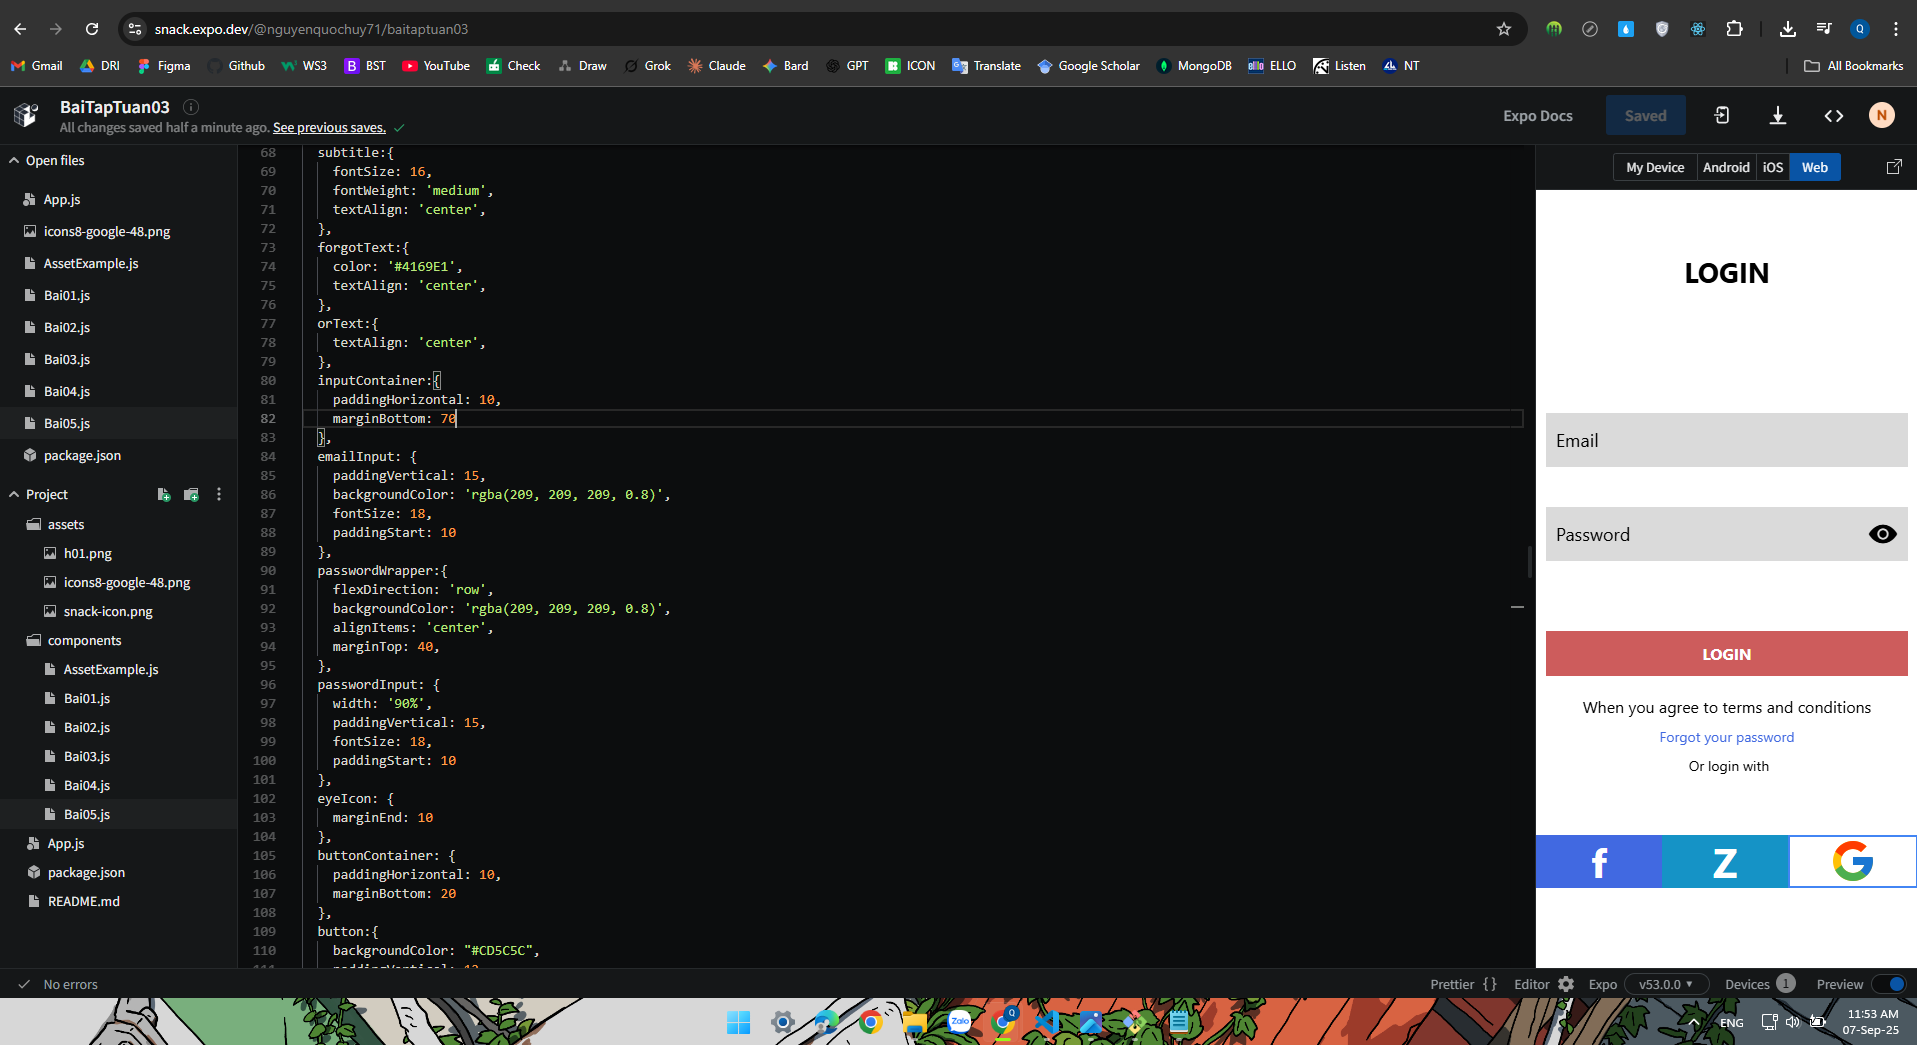 snack.expo.dev/@nguyenquochuy71/baitaptuan03
Q
Gmail
DRI
Figma
Github
WS3
BST
YouTube
Check
Draw
Grok
Claude
Bard
GPT
ICON
Translate
Google Scholar
MongoDB
ELLO
Listen
NT
All Bookmarks
BaiTapTuan03
All changes saved half a minute ago. See previous saves.
Expo Docs
Saved
N
Open files
App.js
icons8-google-48.png
AssetExample.js
Bai01.js
Bai02.js
Bai03.js
Bai04.js
Bai05.js
package.json
Project
assets
h01.png
icons8-google-48.png
snack-icon.png
components
AssetExample.js
Bai01.js
Bai02.js
Bai03.js
Bai04.js
Bai05.js
App.js
package.json
README.md
68 subtitle:{
69 fontSize: 16,
70 fontWeight: 'medium',
71 textAlign: 'center',
72 },
73 forgotText:{
74 color: '#4169E1',
75 textAlign: 'center',
76 },
77 orText:{
78 textAlign: 'center',
79 },
80 inputContainer:{
81 paddingHorizontal: 10,
82 marginBottom: 70
83 },
84 emailInput: {
85 paddingVertical: 15,
86 backgroundColor: 'rgba(209, 209, 209, 0.8)',
87 fontSize: 18,
88 paddingStart: 10
89 },
90 passwordWrapper:{
91 flexDirection: 'row',
92 backgroundColor: 'rgba(209, 209, 209, 0.8)',
93 alignItems: 'center',
94 marginTop: 40,
95 },
96 passwordInput: {
97 width: '90%',
98 paddingVertical: 15,
99 fontSize: 18,
100 paddingStart: 10
101 },
102 eyeIcon: {
103 marginEnd: 10
104 },
105 buttonContainer: {
106 paddingHorizontal: 10,
107 marginBottom: 20
108 },
109 button:{
110 backgroundColor: "#CD5C5C",
My Device
Android
iOS
Web
LOGIN
Email
Password
LOGIN
When you agree to terms and conditions
Forgot your password
Or login with
f
Z
G
No errors
Prettier {}
Editor
Expo
v53.0.0
Devices
1
Preview
Zalo
Q
ENG
11:53 AM
07-Sep-25